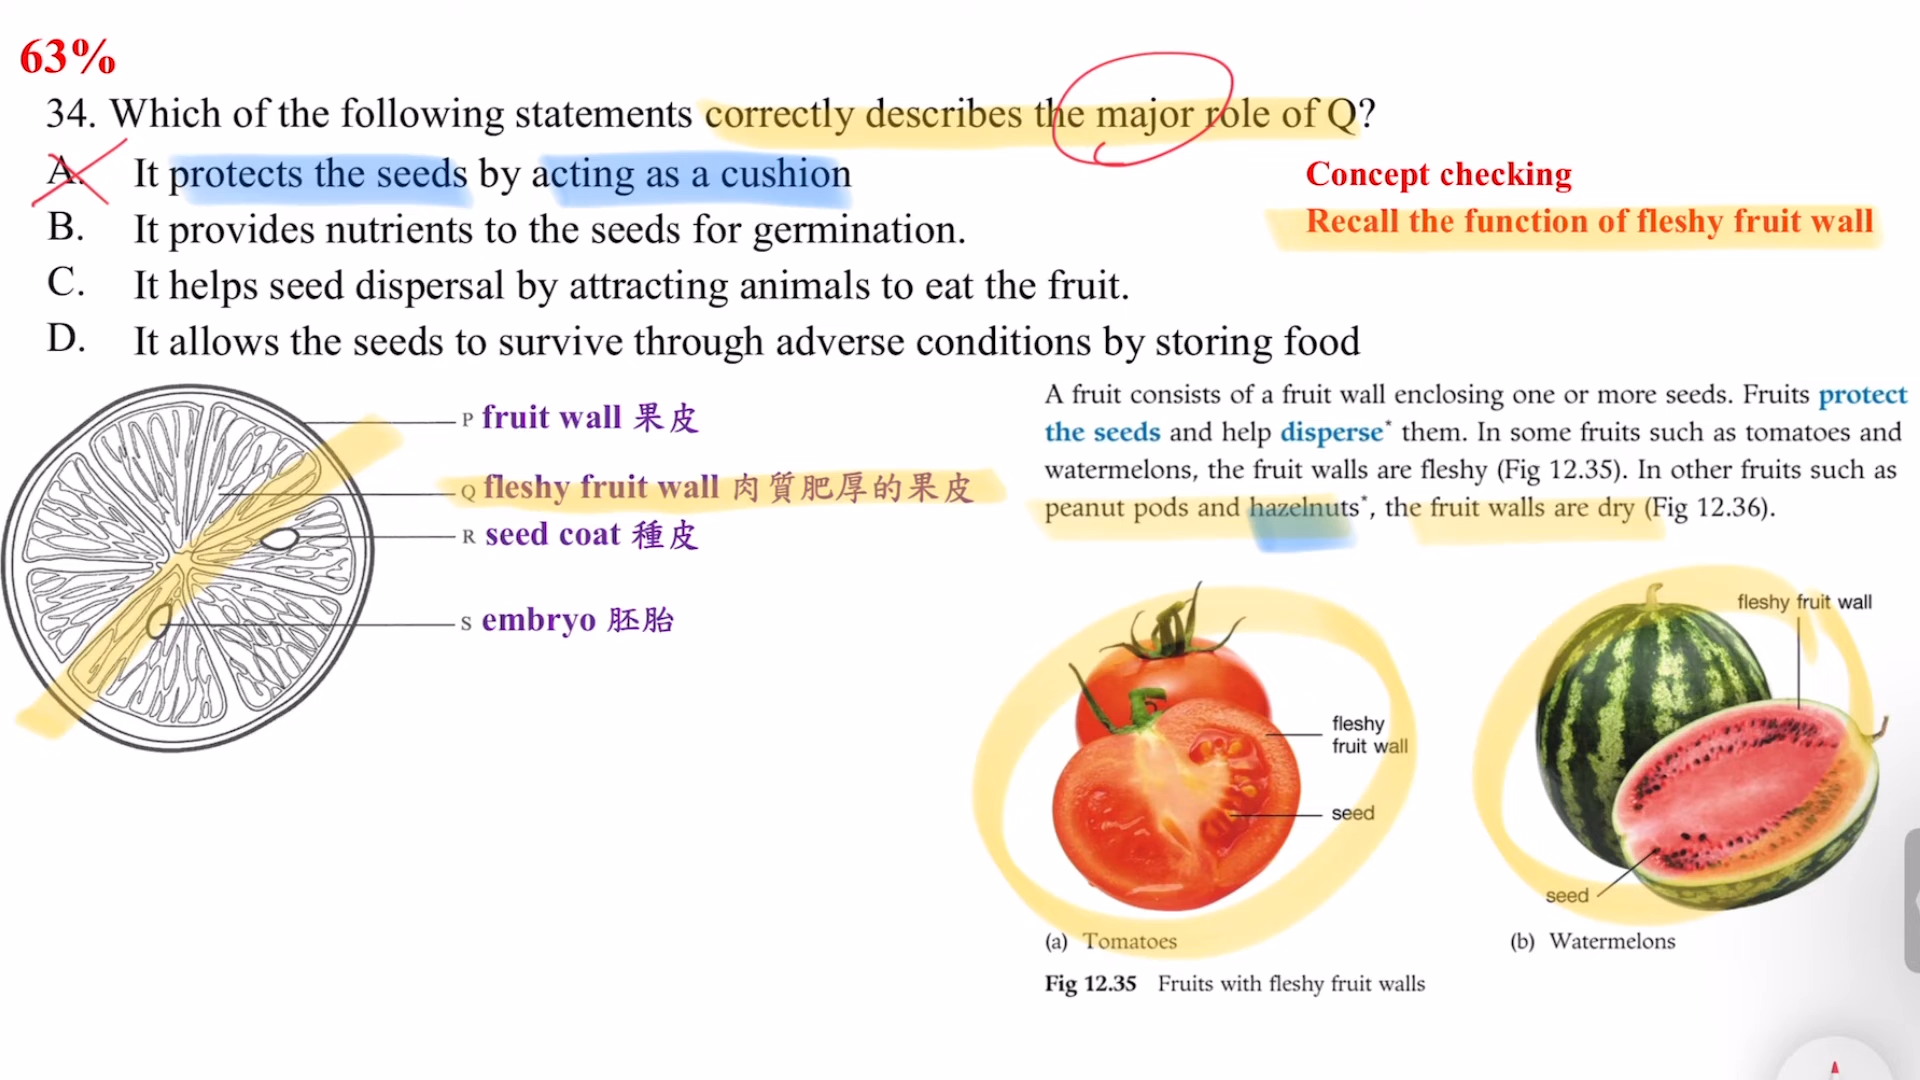 63%
34. Which of the following statements correctly describes the major role of Q?
A. It protects the seeds by acting as a cushion
B. It provides nutrients to the seeds for germination.
C. It helps seed dispersal by attracting animals to eat the fruit.
D. It allows the seeds to survive through adverse conditions by storing food
Concept checking
Recall the function of fleshy fruit wall
P fruit wall 果皮
Q fleshy fruit wall 肉質肥厚的果皮
R seed coat 種皮
S embryo 胚胎
A fruit consists of a fruit wall enclosing one or more seeds. Fruits protect
the seeds and help disperse* them. In some fruits such as tomatoes and
watermelons, the fruit walls are fleshy (Fig 12.35). In other fruits such as
peanut pods and hazelnuts*, the fruit walls are dry (Fig 12.36).
fleshy
fruit wall
seed
(a) Tomatoes
fleshy fruit wall
seed
(b) Watermelons
Fig 12.35 Fruits with fleshy fruit walls